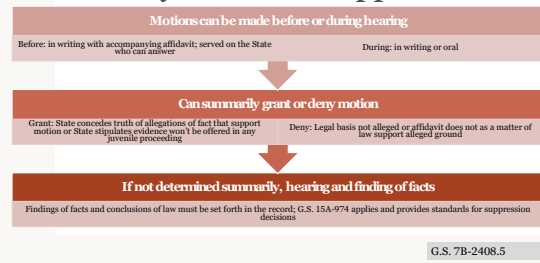 Motions can be made before or during hearing
Before: in writing with accompanying affidavit; served on the State
who can answer
During: in writing or oral
Can summarily grant or deny motion
Grant: State concedes truth of allegations of fact that support
motion or State stipulates evidence won't be offered in any
juvenile proceeding
Deny: Legal basis not alleged or affidavit does not as a matter of
law support alleged ground
If not determined summarily, hearing and finding of facts
Findings of facts and conclusions of law must be set forth in the record; G.S. 15A-974 applies and provides standards for suppression
decisions
G.S. 7B-2408.5